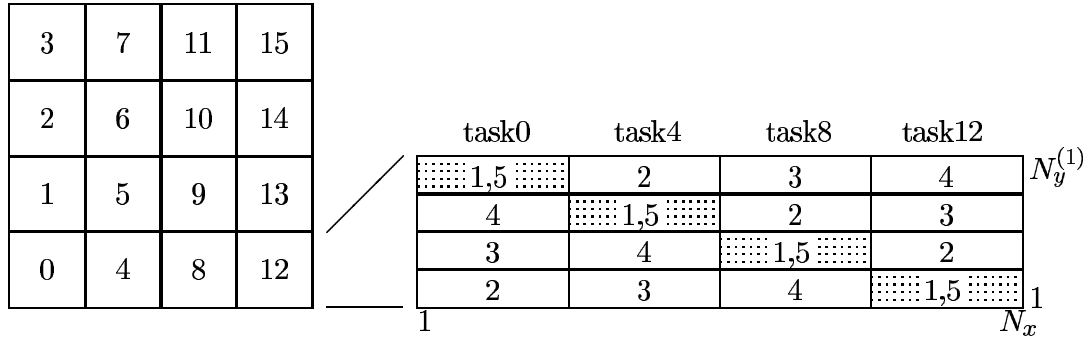 3 7 11 15
2 6 10 14
1 5 9 13
0 4 8 12
task0 task4 task8 task12
1,5 2 3 4 N_y^{(1)}
4 1,5 2 3
3 4 1,5 2
2 3 4 1,5 1
1 N_x